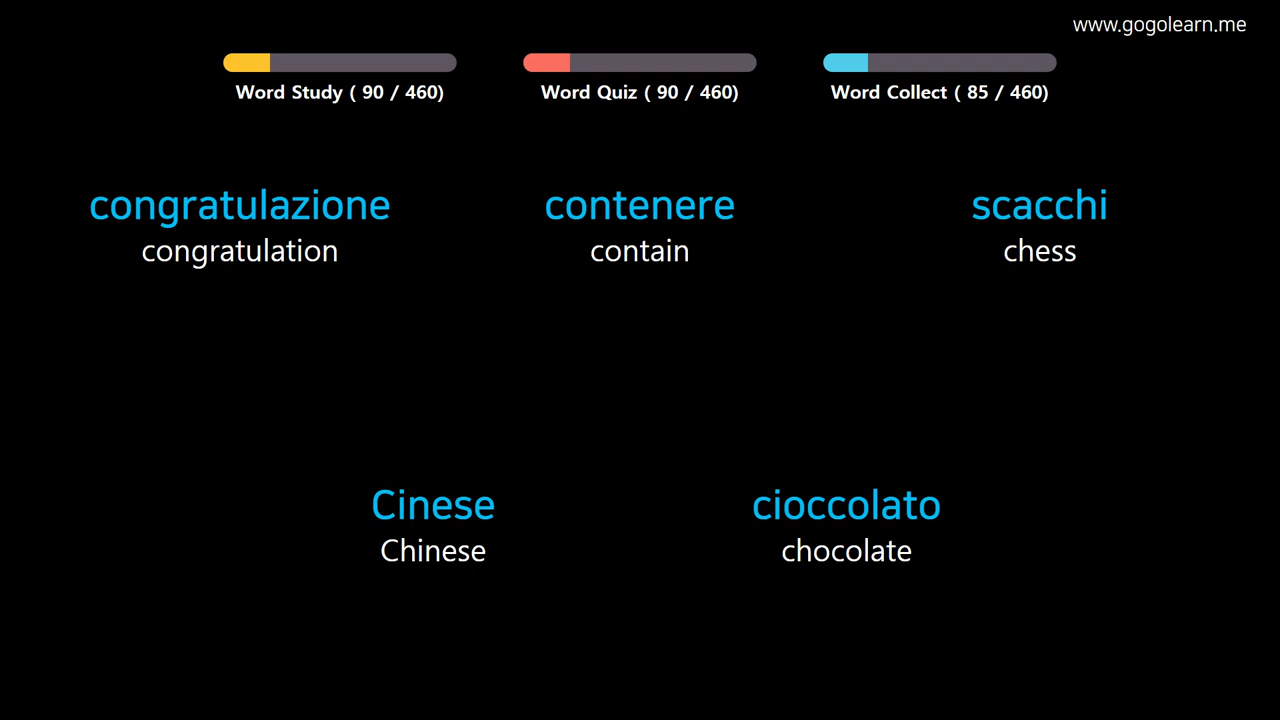 www.gogolearn.me
Word Study ( 90 / 460)
Word Quiz ( 90 / 460)
Word Collect ( 85 / 460)
congratulazione
congratulation
contenere
contain
scacchi
chess
Cinese
Chinese
cioccolato
chocolate